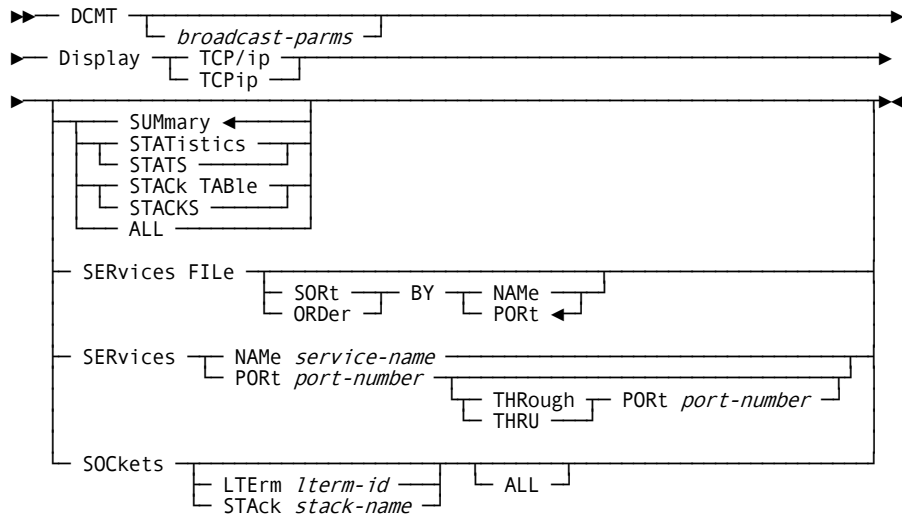 DCMT
broadcast-parms
Display TCP/ip
TCPip
SUMmary
STATistics
STATS
STACk TABle
STACKS
ALL
SERvices FILe
SORt BY NAMe
ORDer PORt
SERvices NAMe service-name
PORt port-number
THRough PORt port-number
THRU
SOCkets ALL
LTErm lterm-id
STAck stack-name